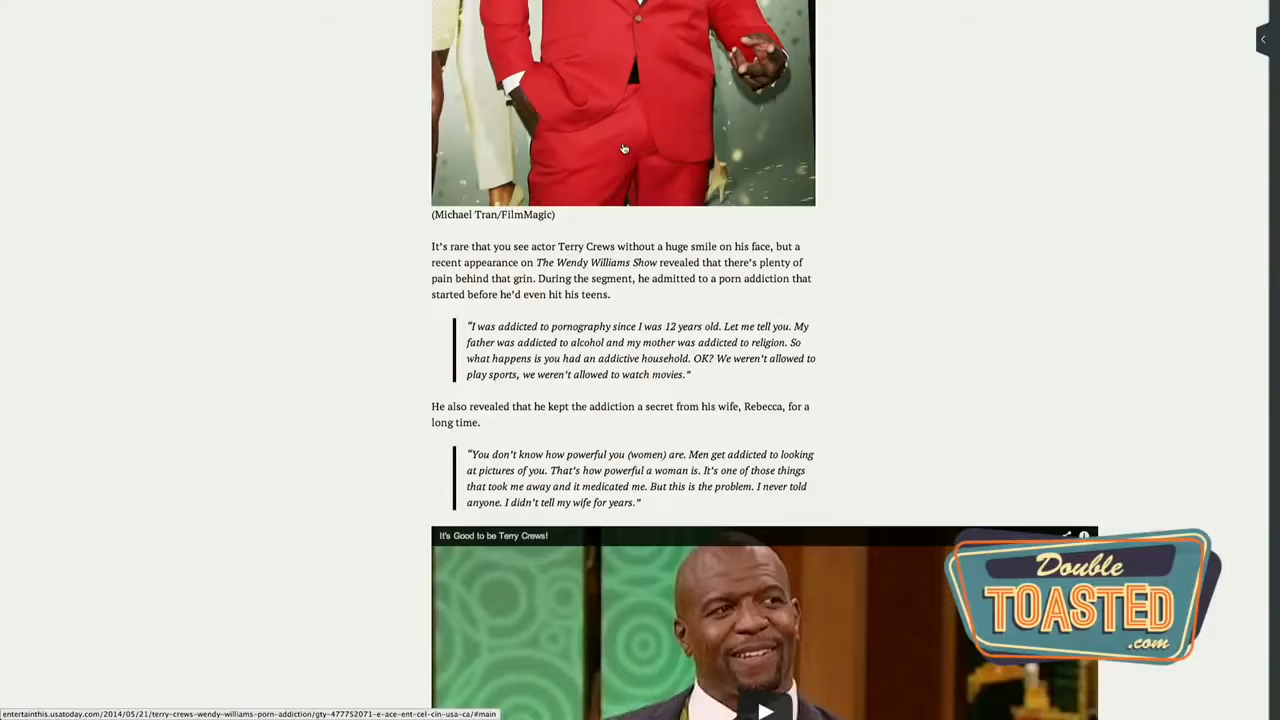 (Michael Tran/FilmMagic)
It's rare that you see actor Terry Crews without a huge smile on his face, but a
recent appearance on The Wendy Williams Show revealed that there's plenty of
pain behind that grin. During the segment, he admitted to a porn addiction that
started before he'd even hit his teens.
“I was addicted to pornography since I was 12 years old. Let me tell you. My
father was addicted to alcohol and my mother was addicted to religion. So
what happens is you had an addictive household. OK? We weren't allowed to
play sports, we weren't allowed to watch movies.”
He also revealed that he kept the addiction a secret from his wife, Rebecca, for a
long time.
“You don't know how powerful you (women) are. Men get addicted to looking
at pictures of you. That's how powerful a woman is. It's one of those things
that took me away and it medicated me. But this is the problem. I never told
anyone. I didn't tell my wife for years.”
It's Good to be Terry Crews!
Double
TOASTED
.com
entertainthis.usatoday.com/2014/05/21/terry-crews-wendy-williams-porn-addiction/gty-477752071-e-ace-ent-cel-cin-usa-ca/#main